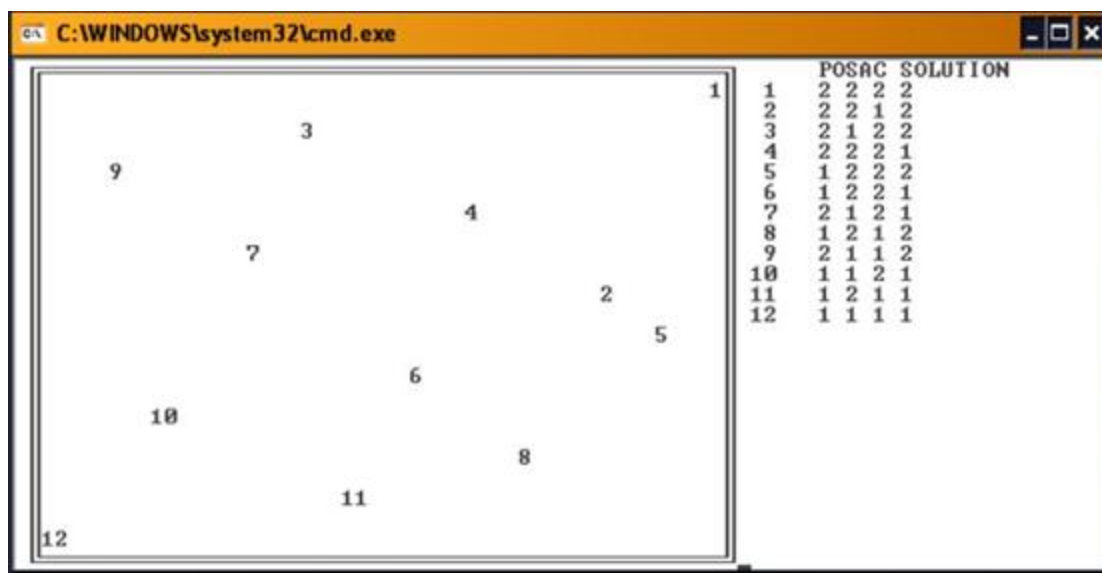 C:\WINDOWS\system32\cmd.exe
POSAC SOLUTION
1 1 2 2 2 2
2 2 2 1 2
3 3 2 1 2 2
4 2 2 2 1
9 5 1 2 2 2
6 1 2 2 1
4 7 2 1 2 1
8 1 2 1 2
7 9 2 1 1 2
10 1 1 2 1
2 11 1 2 1 1
12 1 1 1 1
5
6
10
8
11
12